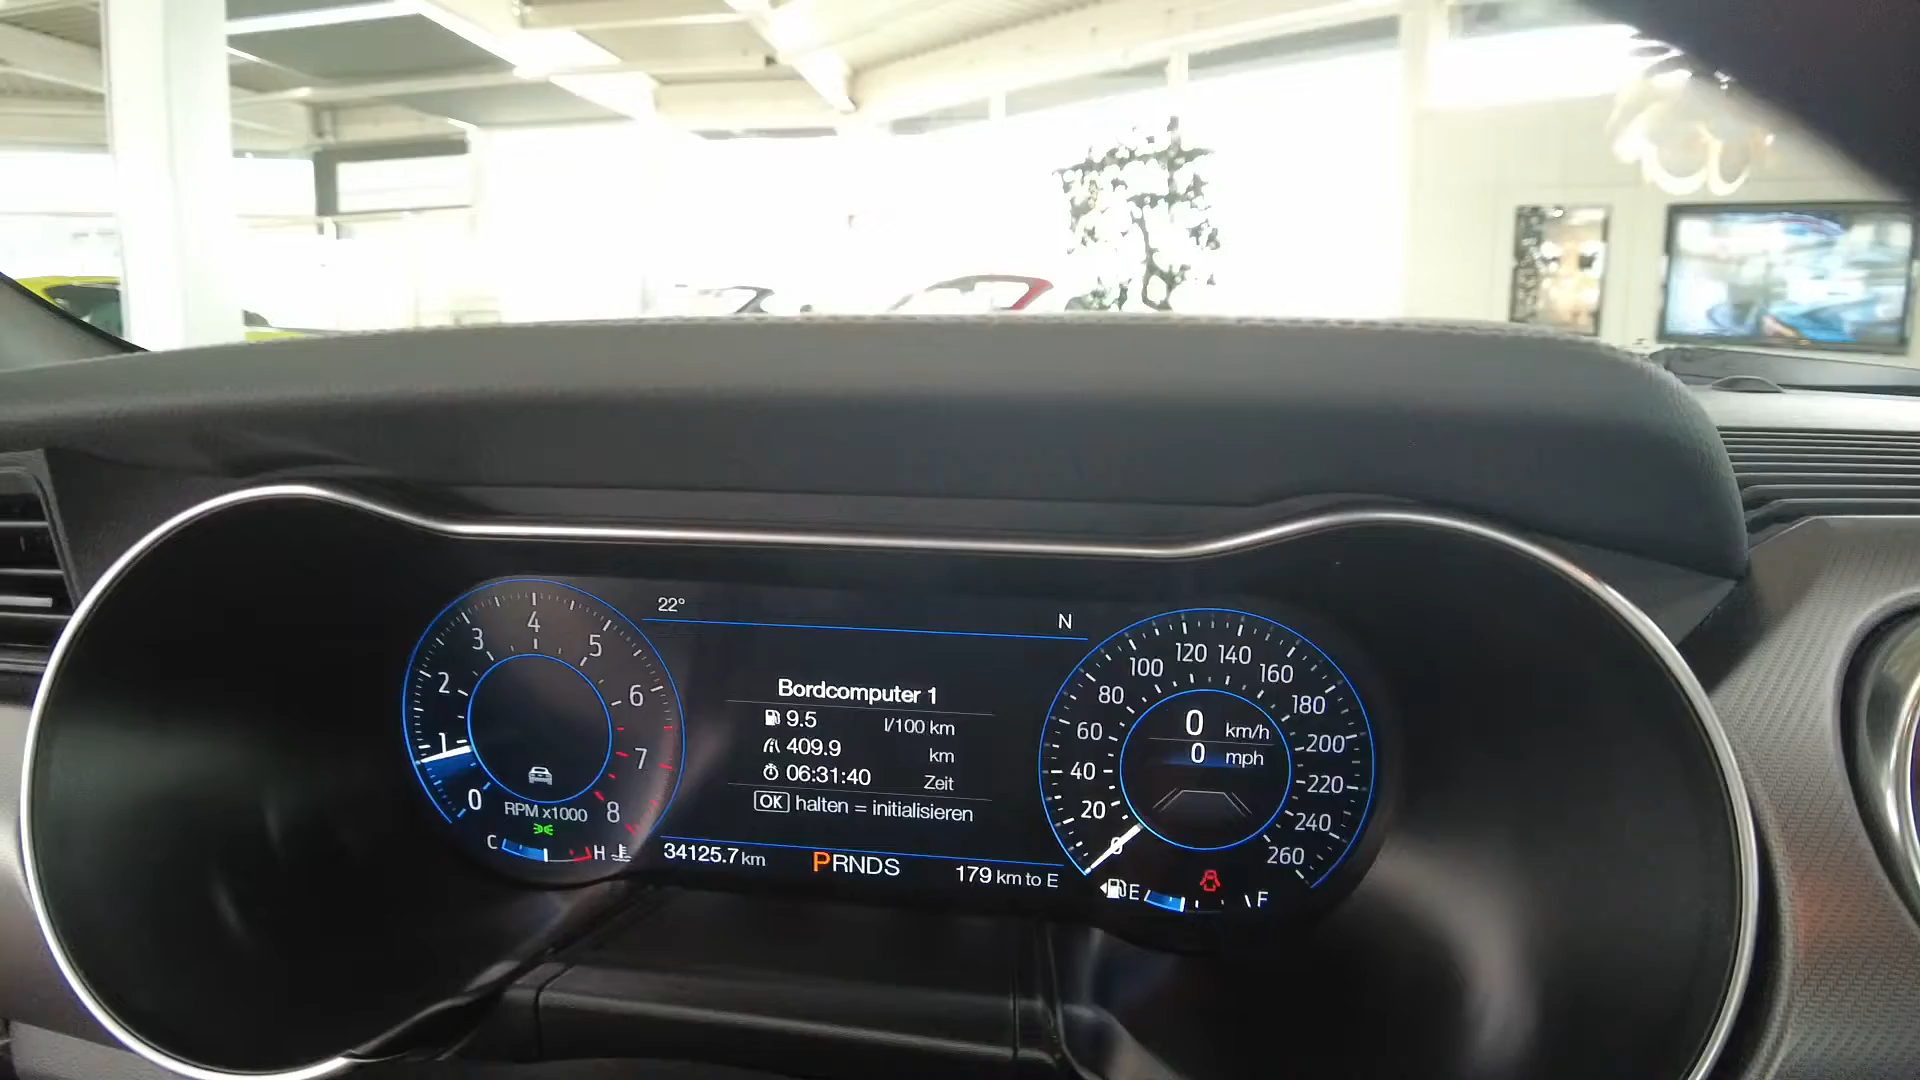 22°
N
Bordcomputer 1
9.5 l/100 km
409.9 km
06:31:40 Zeit
OK halten = initialisieren
34125.7 km
PRNDS
179 km to E
0
1
2
3
4
5
6
7
8
RPM x1000
C H
0
20
40
60
80
100
120
140
160
180
200
220
240
260
0 km/h
0 mph
E F